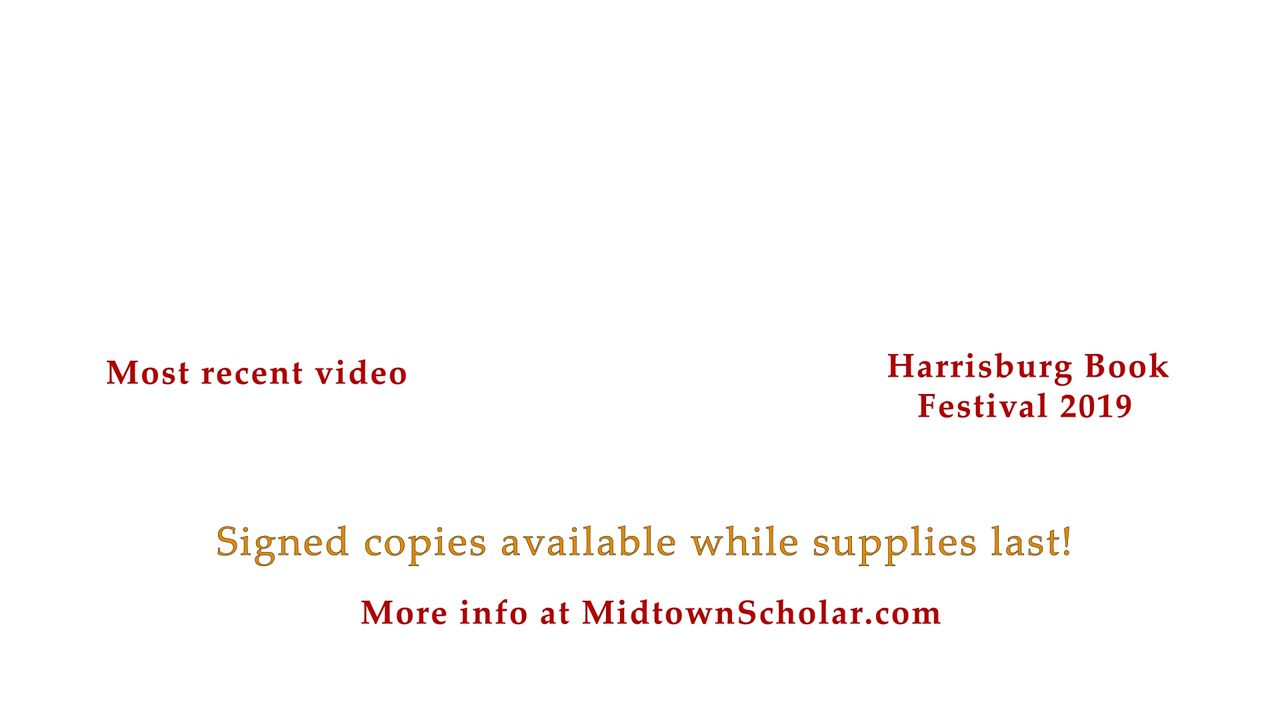 Most recent video
Harrisburg Book
Festival 2019
Signed copies available while supplies last!
More info at MidtownScholar.com